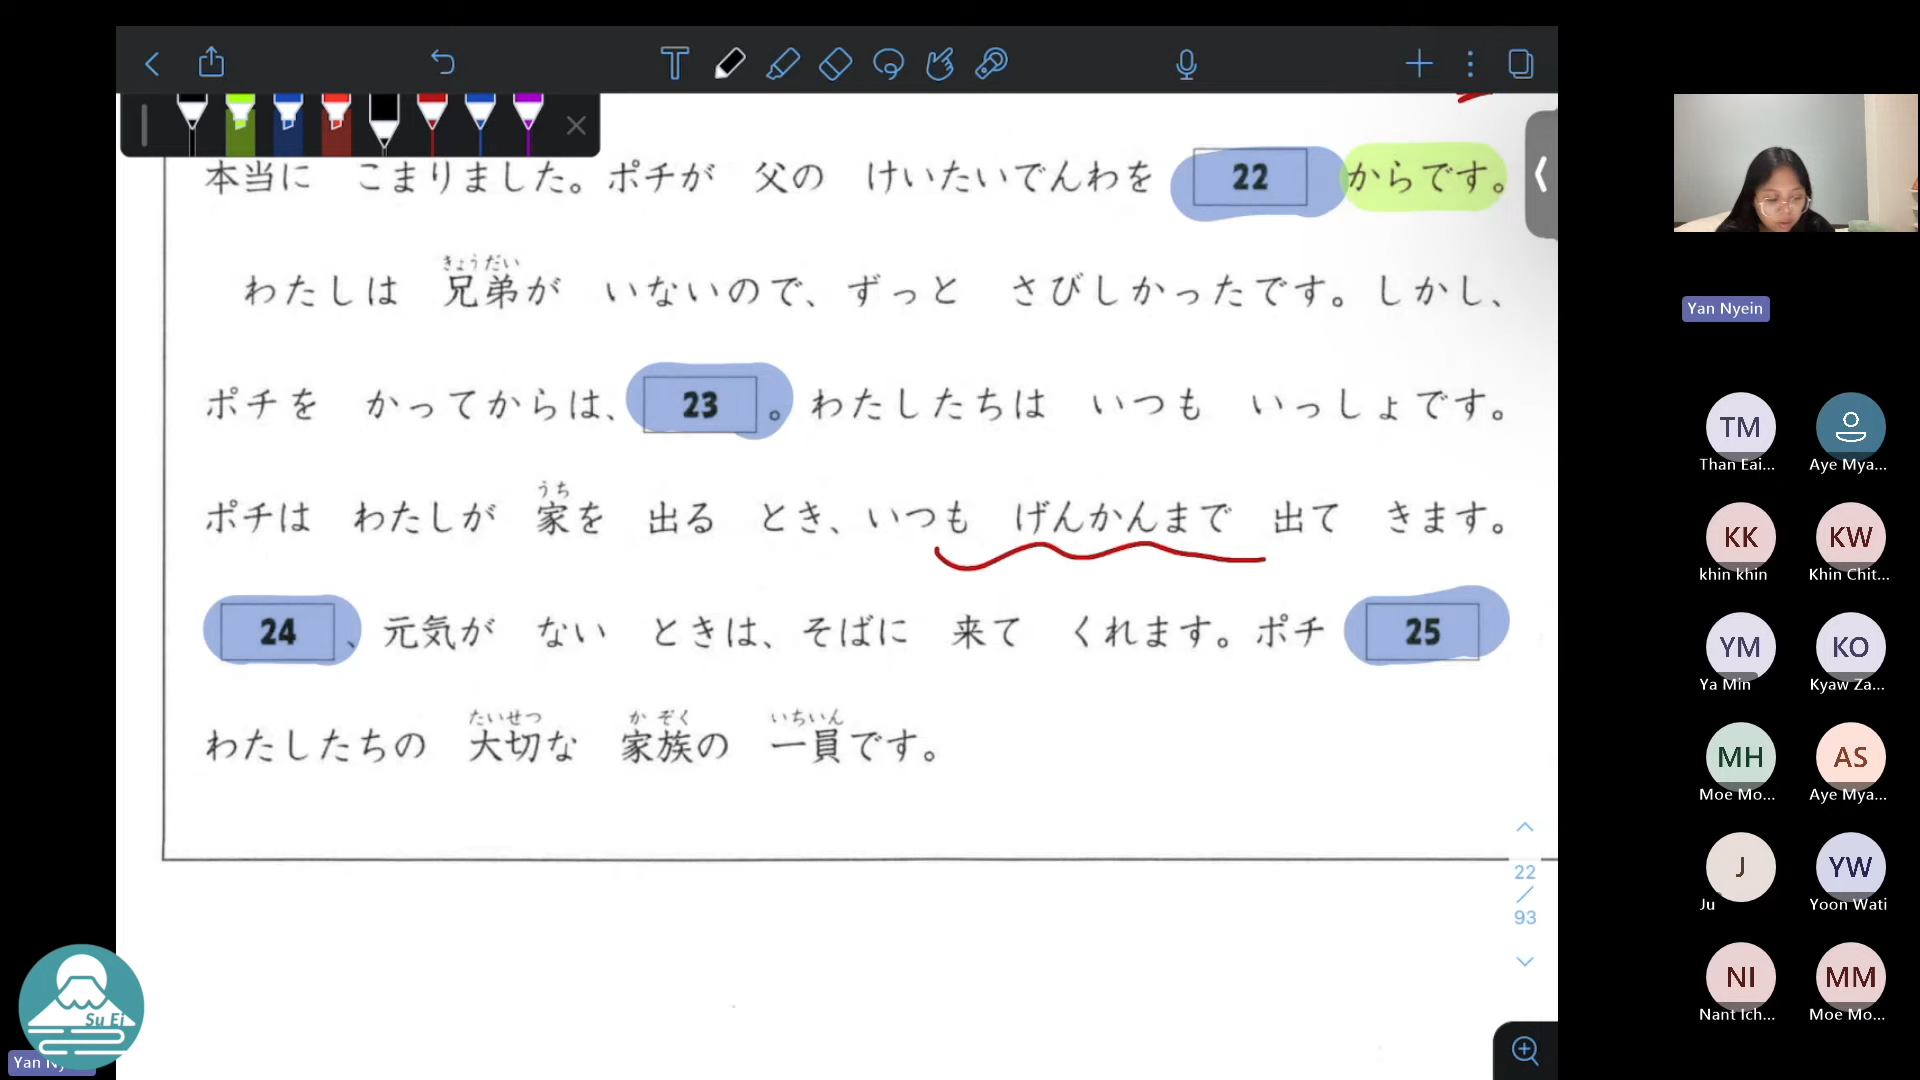 本当に こまりました。ポチが 父の けいたいでんわを 22 からです。
わたしは 兄弟が いないので、ずっと さびしかったです。しかし、
きょうだい
ポチを かってからは、 23 。わたしたちは いつも いっしょです。
ポチは わたしが 家を 出る とき、いつも げんかんまで 出て きます。
うち
24 、元気が ない ときは、そばに 来て くれます。ポチ 25
わたしたちの 大切な 家族の 一員です。
たいせつ か ぞく いちいん
22
/
93
Su Ei
Yan Ny
Yan Nyein
TM
Than Eai...
Aye Mya...
KK
khin khin
KW
Khin Chit...
YM
Ya Min
KO
Kyaw Za...
MH
Moe Mo...
AS
Aye Mya...
J
Ju
YW
Yoon Wati
NI
Nant Ich...
MM
Moe Mo...